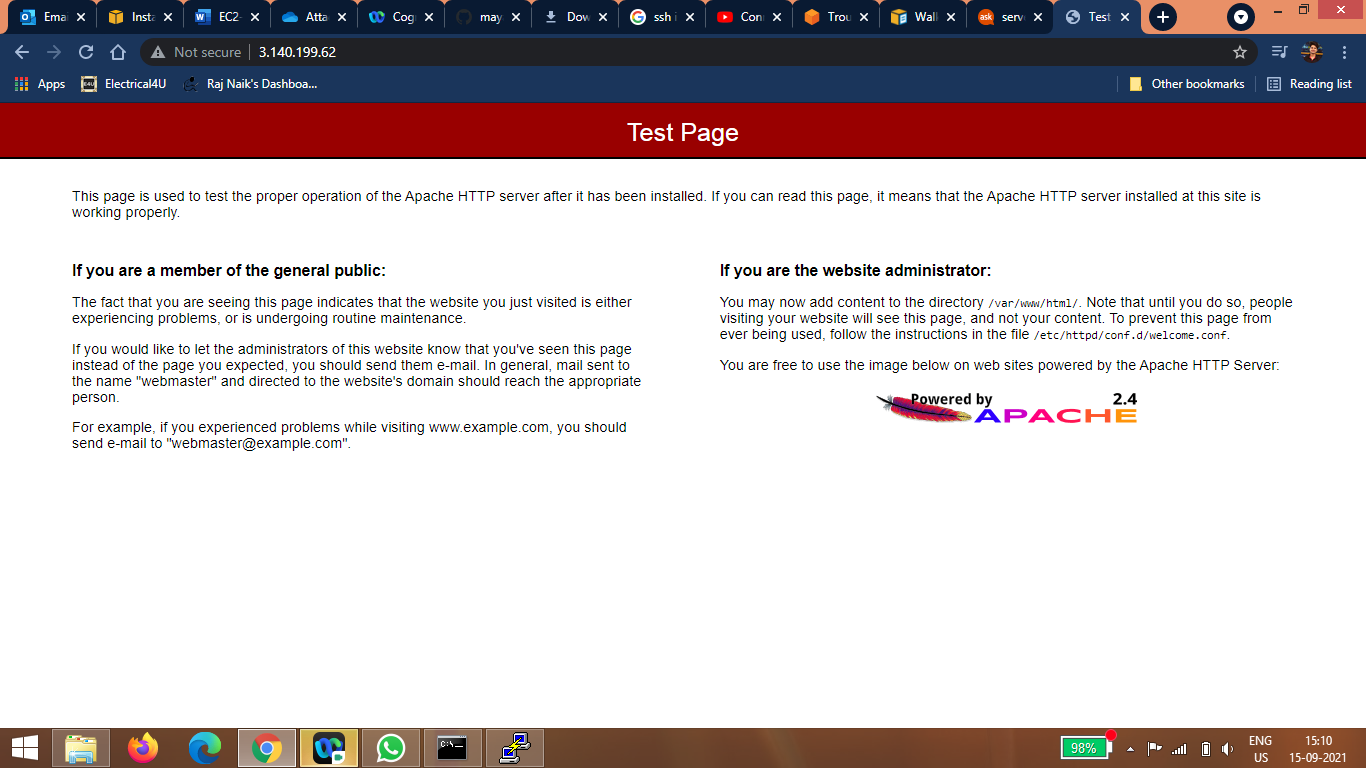 Emai
Insta
EC2-
Atta
Cog
may
Dow
ssh i
Con
Trou
Wall
ask
serv
Test
Not secure
3.140.199.62
Apps
Electrical4U
Raj Naik's Dashboa...
Other bookmarks
Reading list
Test Page
This page is used to test the proper operation of the Apache HTTP server after it has been installed. If you can read this page, it means that the Apache HTTP server installed at this site is
working properly.
If you are a member of the general public:
The fact that you are seeing this page indicates that the website you just visited is either
experiencing problems, or is undergoing routine maintenance.
If you would like to let the administrators of this website know that you've seen this page
instead of the page you expected, you should send them e-mail. In general, mail sent to
the name "webmaster" and directed to the website's domain should reach the appropriate
person.
For example, if you experienced problems while visiting www.example.com, you should
send e-mail to "webmaster@example.com".
If you are the website administrator:
You may now add content to the directory /var/www/html/. Note that until you do so, people
visiting your website will see this page, and not your content. To prevent this page from
ever being used, follow the instructions in the file /etc/httpd/conf.d/welcome.conf.
You are free to use the image below on web sites powered by the Apache HTTP Server:
Powered by 2.4
APACHE
98%
ENG
US
15:10
15-09-2021